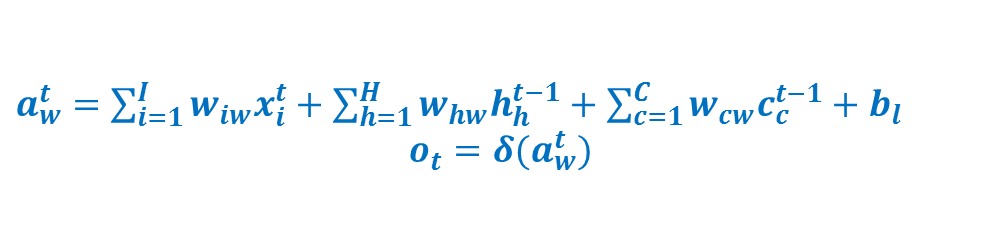 a_w^t = ∑_{i=1}^I w_{iw}x_i^t + ∑_{h=1}^H w_{hw}h_h^{t−1} + ∑_{c=1}^C w_{cw}c_c^{t−1} + b_l
o_t = δ(a_w^t)